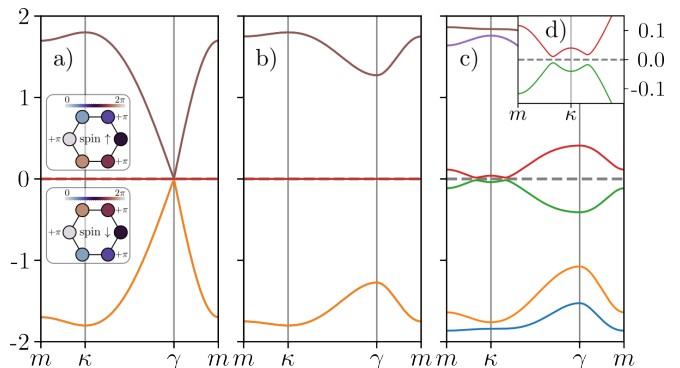 2
1
0
-1
-2
a)
0 2π
+π
+π spin ↑
+π
0 2π
+π
+π spin ↓
+π
m κ γ m
b)
m κ γ m
c)
m κ γ m
d)
0.1
0.0
-0.1
m κ